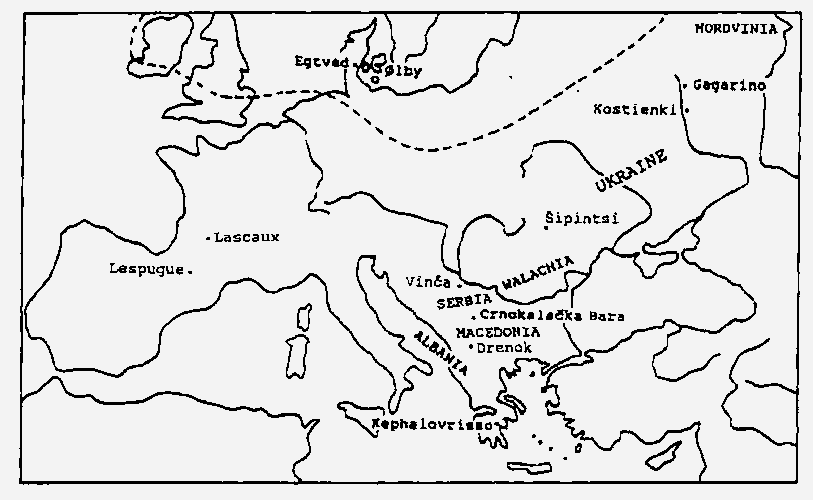 MORDVINIA
Egtved
Ølby
Gagarino
Kostienki
UKRAINE
Šipintsi
Lascaux
Lespugue
WALACHIA
Vinča
SERBIA
Crnokalačka Bara
MACEDONIA
ALBANIA
Drenok
Kephalovrisso